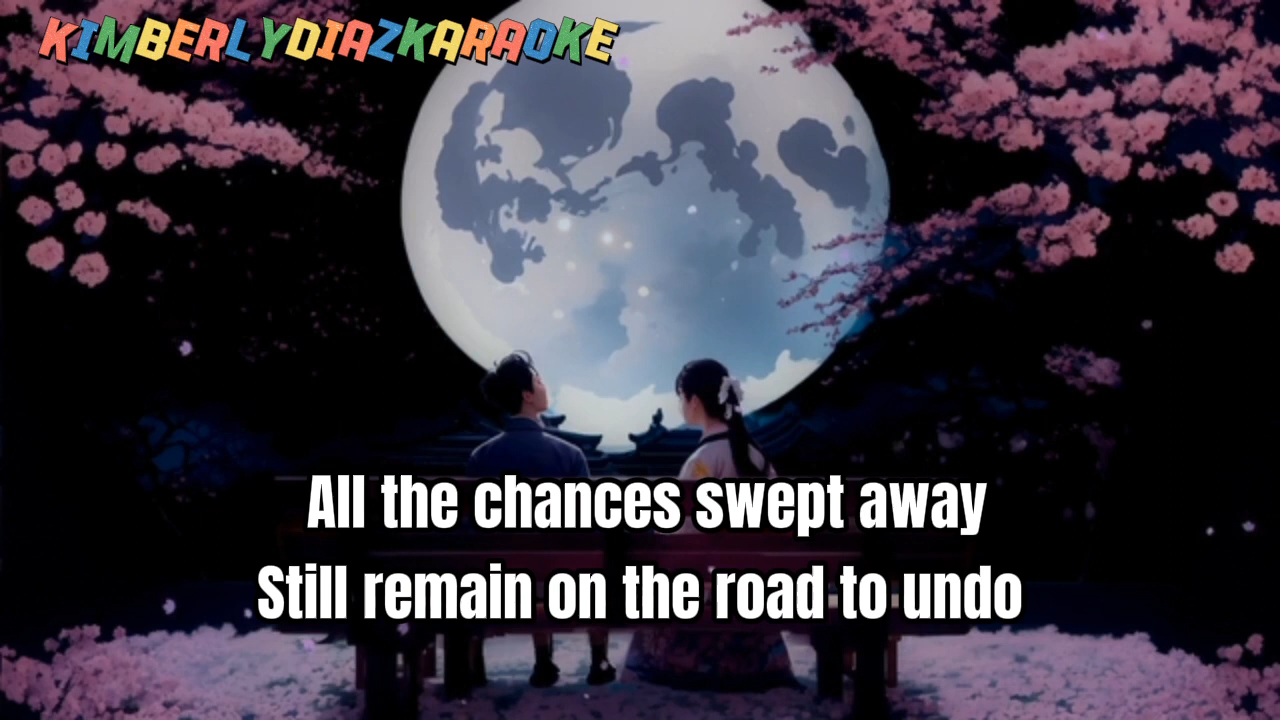 KIMBERLYDIAZKARAOKE
All the chances swept away
Still remain on the road to undo